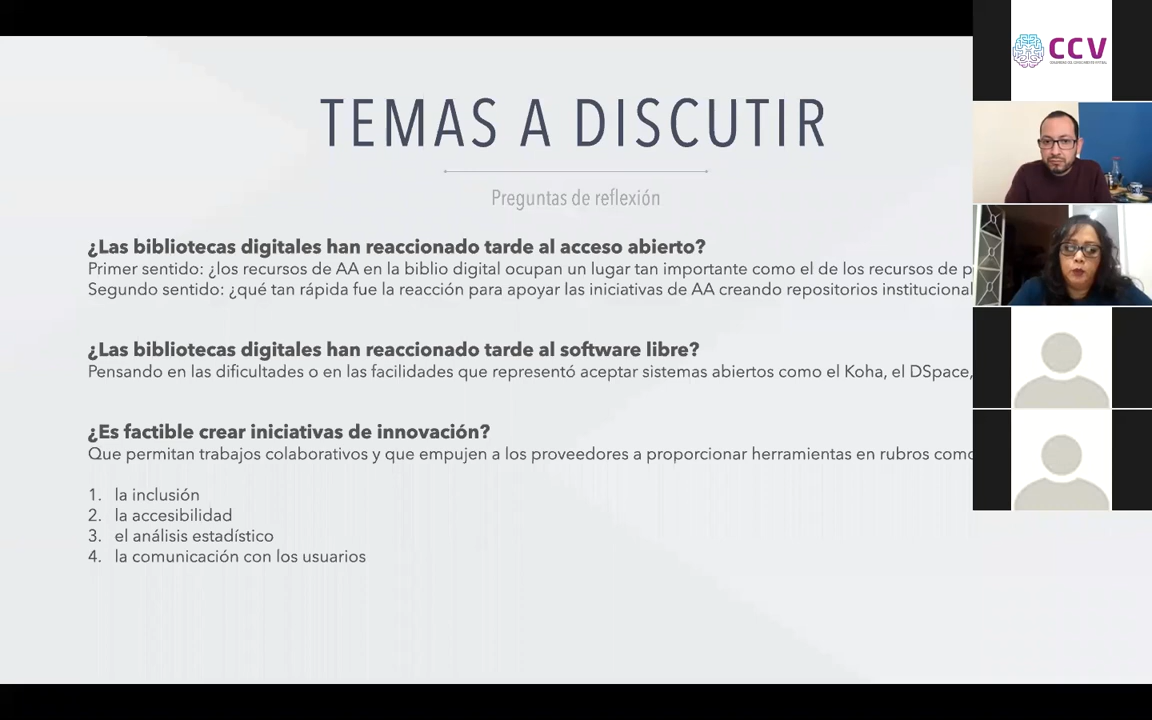 TEMAS A DISCUTIR
Preguntas de reflexión
¿Las bibliotecas digitales han reaccionado tarde al acceso abierto?
Primer sentido: ¿los recursos de AA en la biblio digital ocupan un lugar tan importante como el de los recursos de p
Segundo sentido: ¿qué tan rápida fue la reacción para apoyar las iniciativas de AA creando repositorios institucional
¿Las bibliotecas digitales han reaccionado tarde al software libre?
Pensando en las dificultades o en las facilidades que representó aceptar sistemas abiertos como el Koha, el DSpace,
¿Es factible crear iniciativas de innovación?
Que permitan trabajos colaborativos y que empujen a los proveedores a proporcionar herramientas en rubros como
1. la inclusión
2. la accesibilidad
3. el análisis estadístico
4. la comunicación con los usuarios
CCV